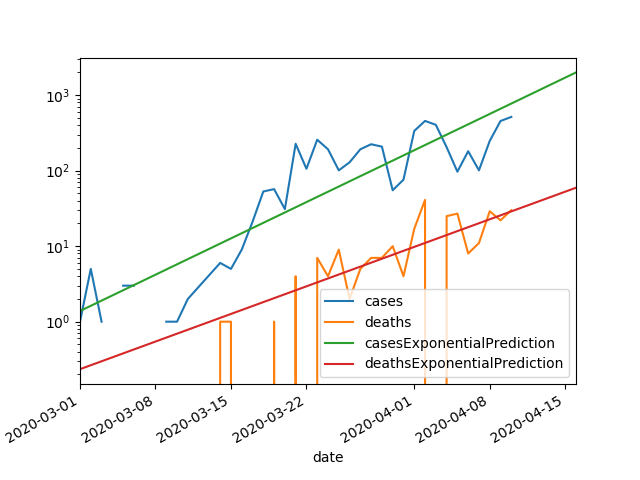 10³
10²
10¹
10⁰
cases
deaths
casesExponentialPrediction
deathsExponentialPrediction
2020-03-01
2020-03-08
2020-03-15
2020-03-22
2020-04-01
2020-04-08
2020-04-15
date